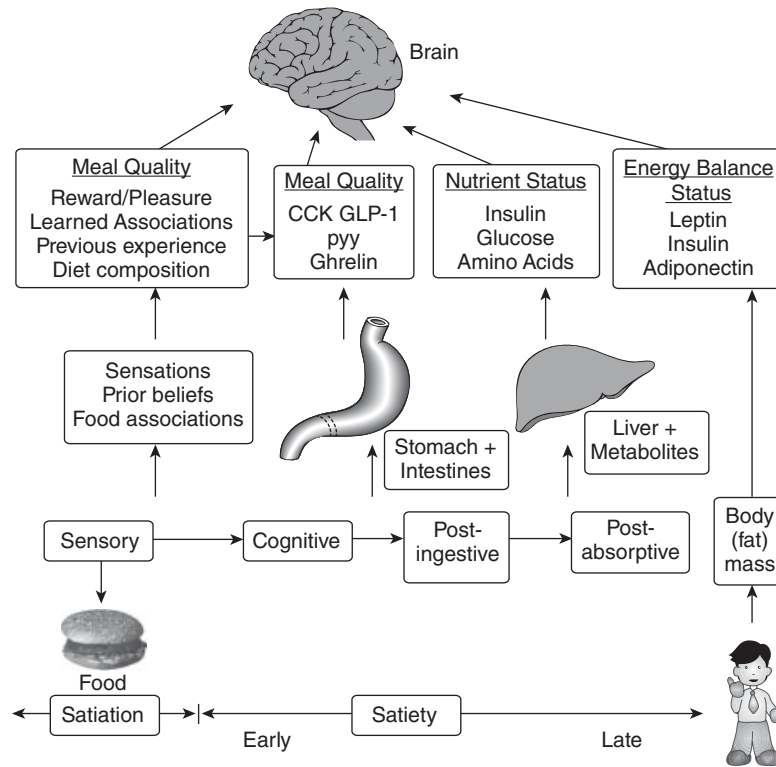 Brain
Meal Quality
Reward/Pleasure
Learned Associations
Previous experience
Diet composition
Meal Quality
CCK GLP-1
pyy
Ghrelin
Nutrient Status
Insulin
Glucose
Amino Acids
Energy Balance
Status
Leptin
Insulin
Adiponectin
Sensations
Prior beliefs
Food associations
Stomach +
Intestines
Liver +
Metabolites
Sensory
Cognitive
Post-
ingestive
Post-
absorptive
Body
(fat)
mass
Food
Satiation
Satiety
Early
Late